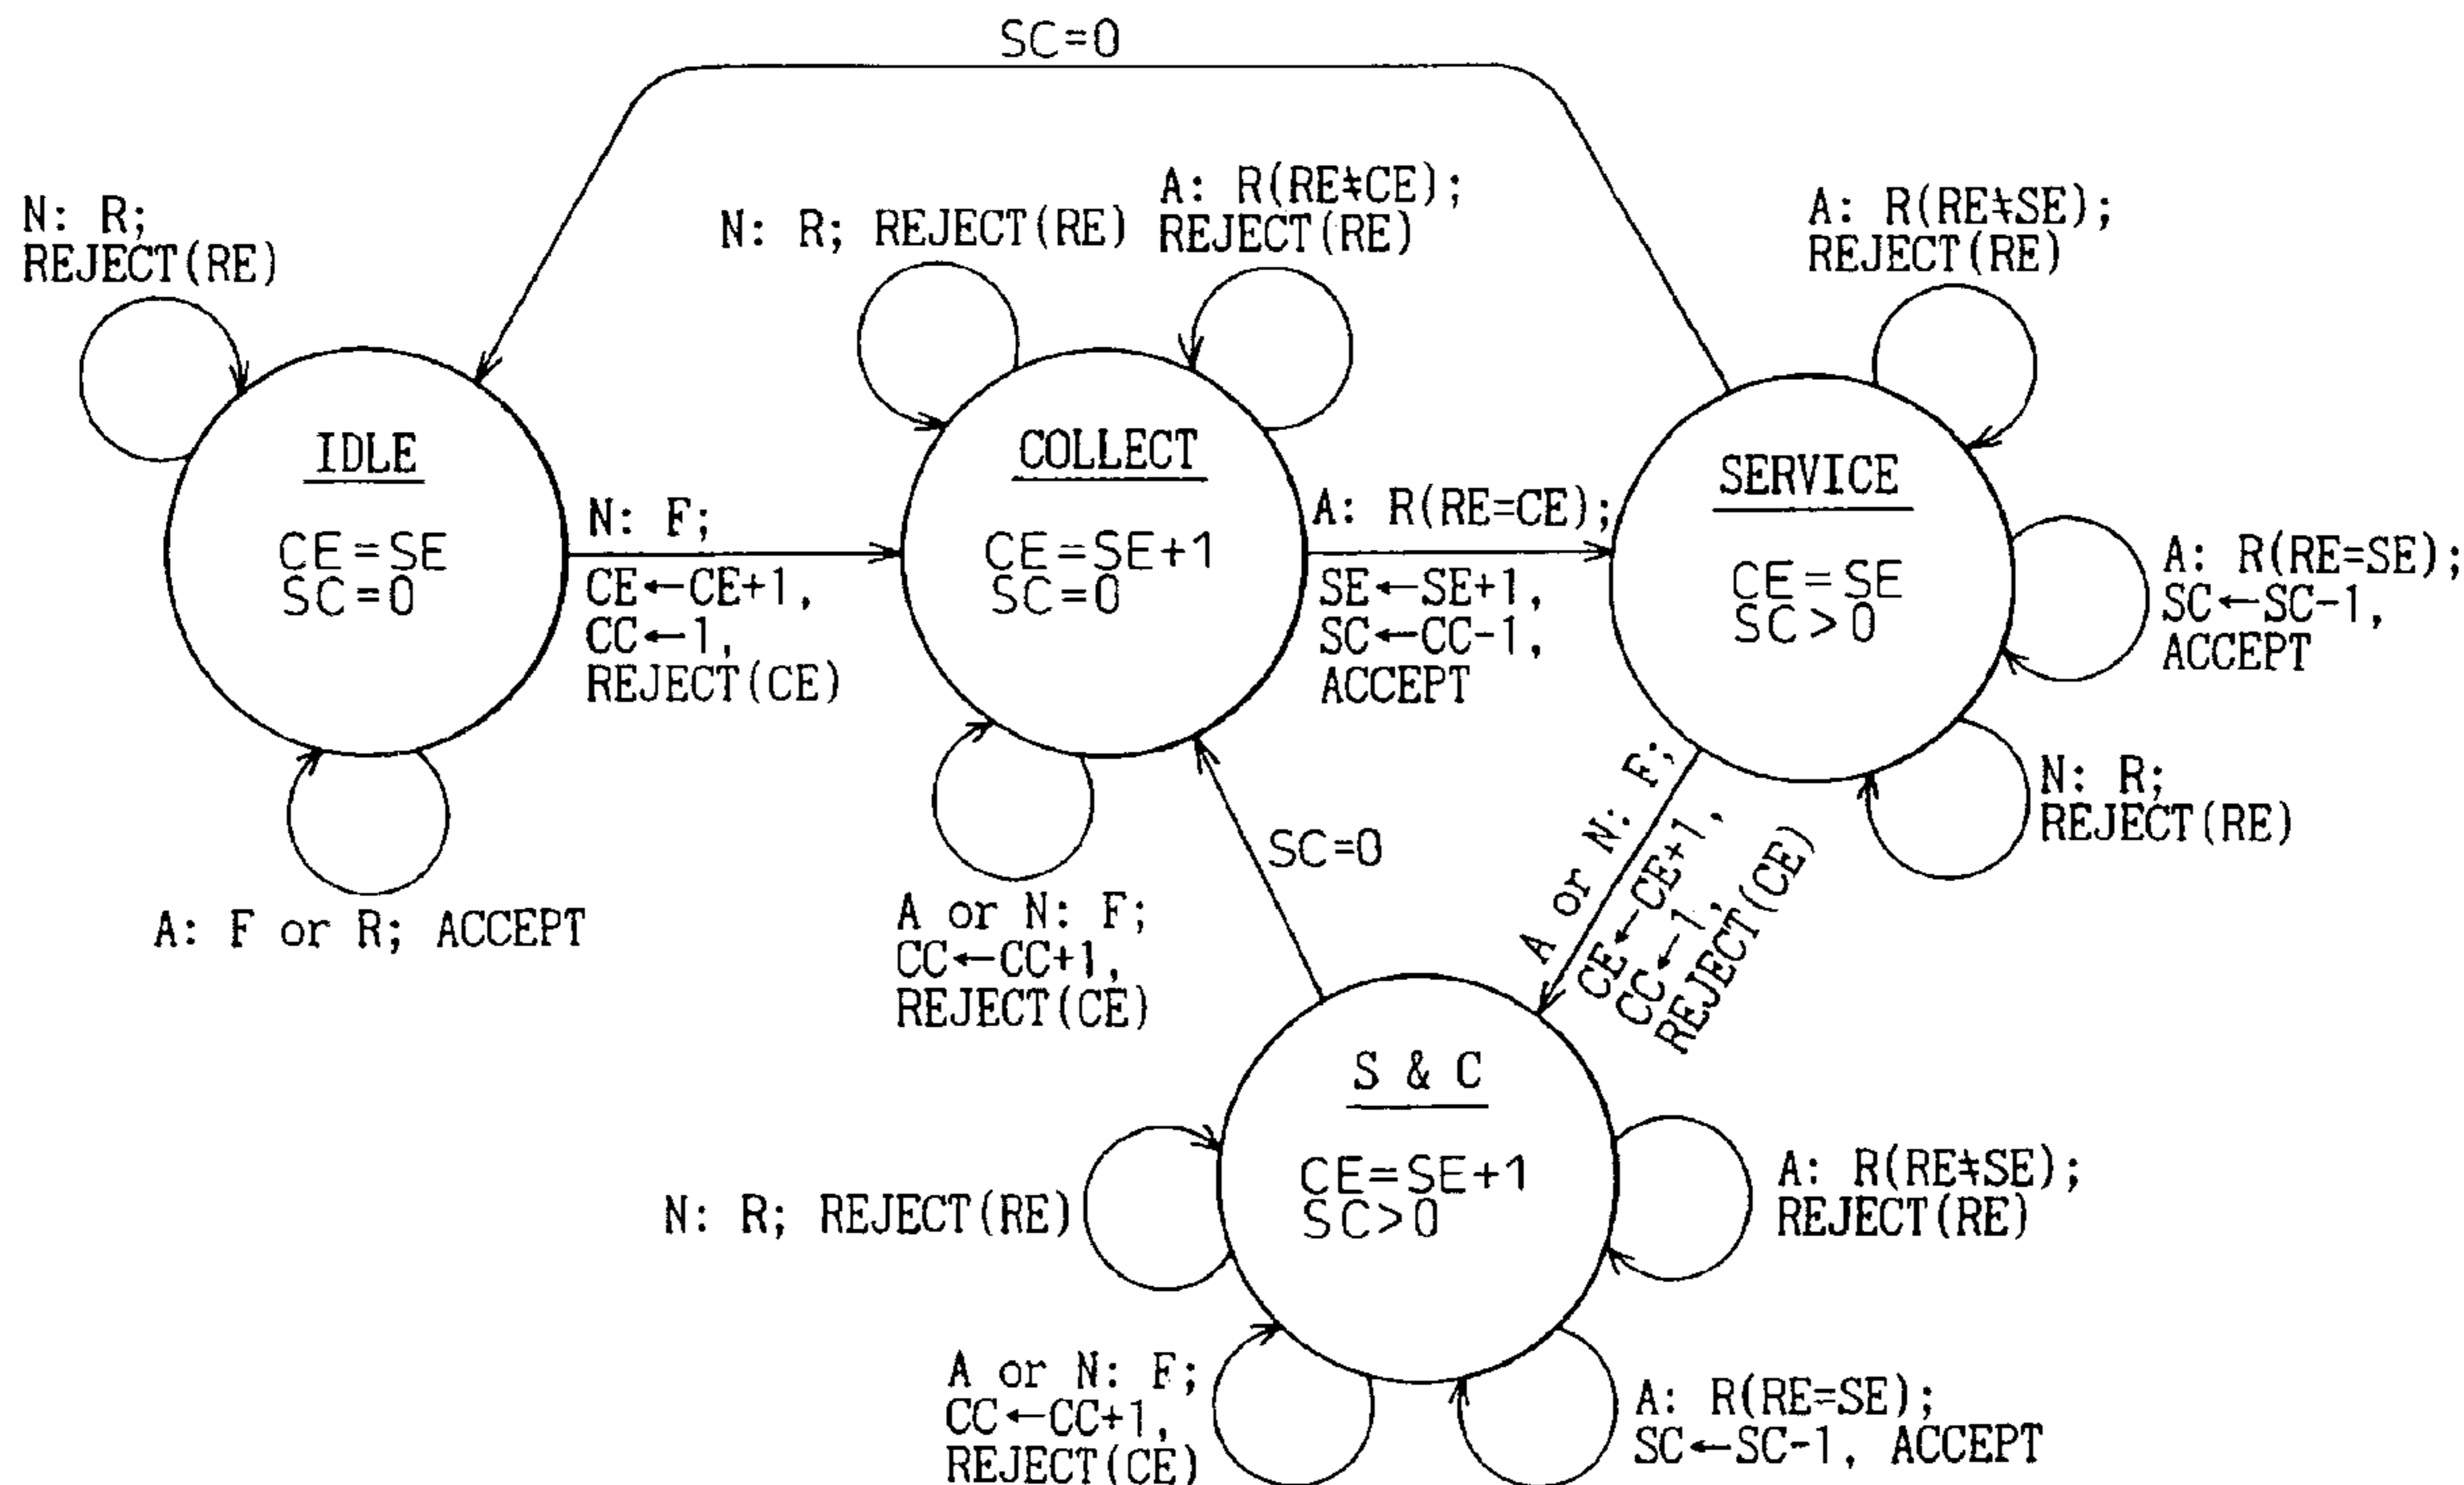 SC=0
N: R;
REJECT(RE)
N: R; REJECT(RE)
A: R(RE≠CE);
REJECT(RE)
A: R(RE≠SE);
REJECT(RE)
IDLE
CE=SE
SC=0
N: F;
CE←CE+1,
CC←1,
REJECT(CE)
COLLECT
CE=SE+1
SC=0
A: R(RE=CE);
SE←SE+1,
SC←CC-1,
ACCEPT
SERVICE
CE=SE
SC>0
A: R(RE=SE);
SC←SC-1,
ACCEPT
N: R;
REJECT(RE)
A: F or R; ACCEPT
A or N: F;
CC←CC+1,
REJECT(CE)
SC=0
A or N: F;
CE←CE+1,
CC←1,
REJECT(CE)
S & C
CE=SE+1
SC>0
N: R; REJECT(RE)
A: R(RE≠SE);
REJECT(RE)
A or N: F;
CC←CC+1,
REJECT(CE)
A: R(RE=SE);
SC←SC-1, ACCEPT